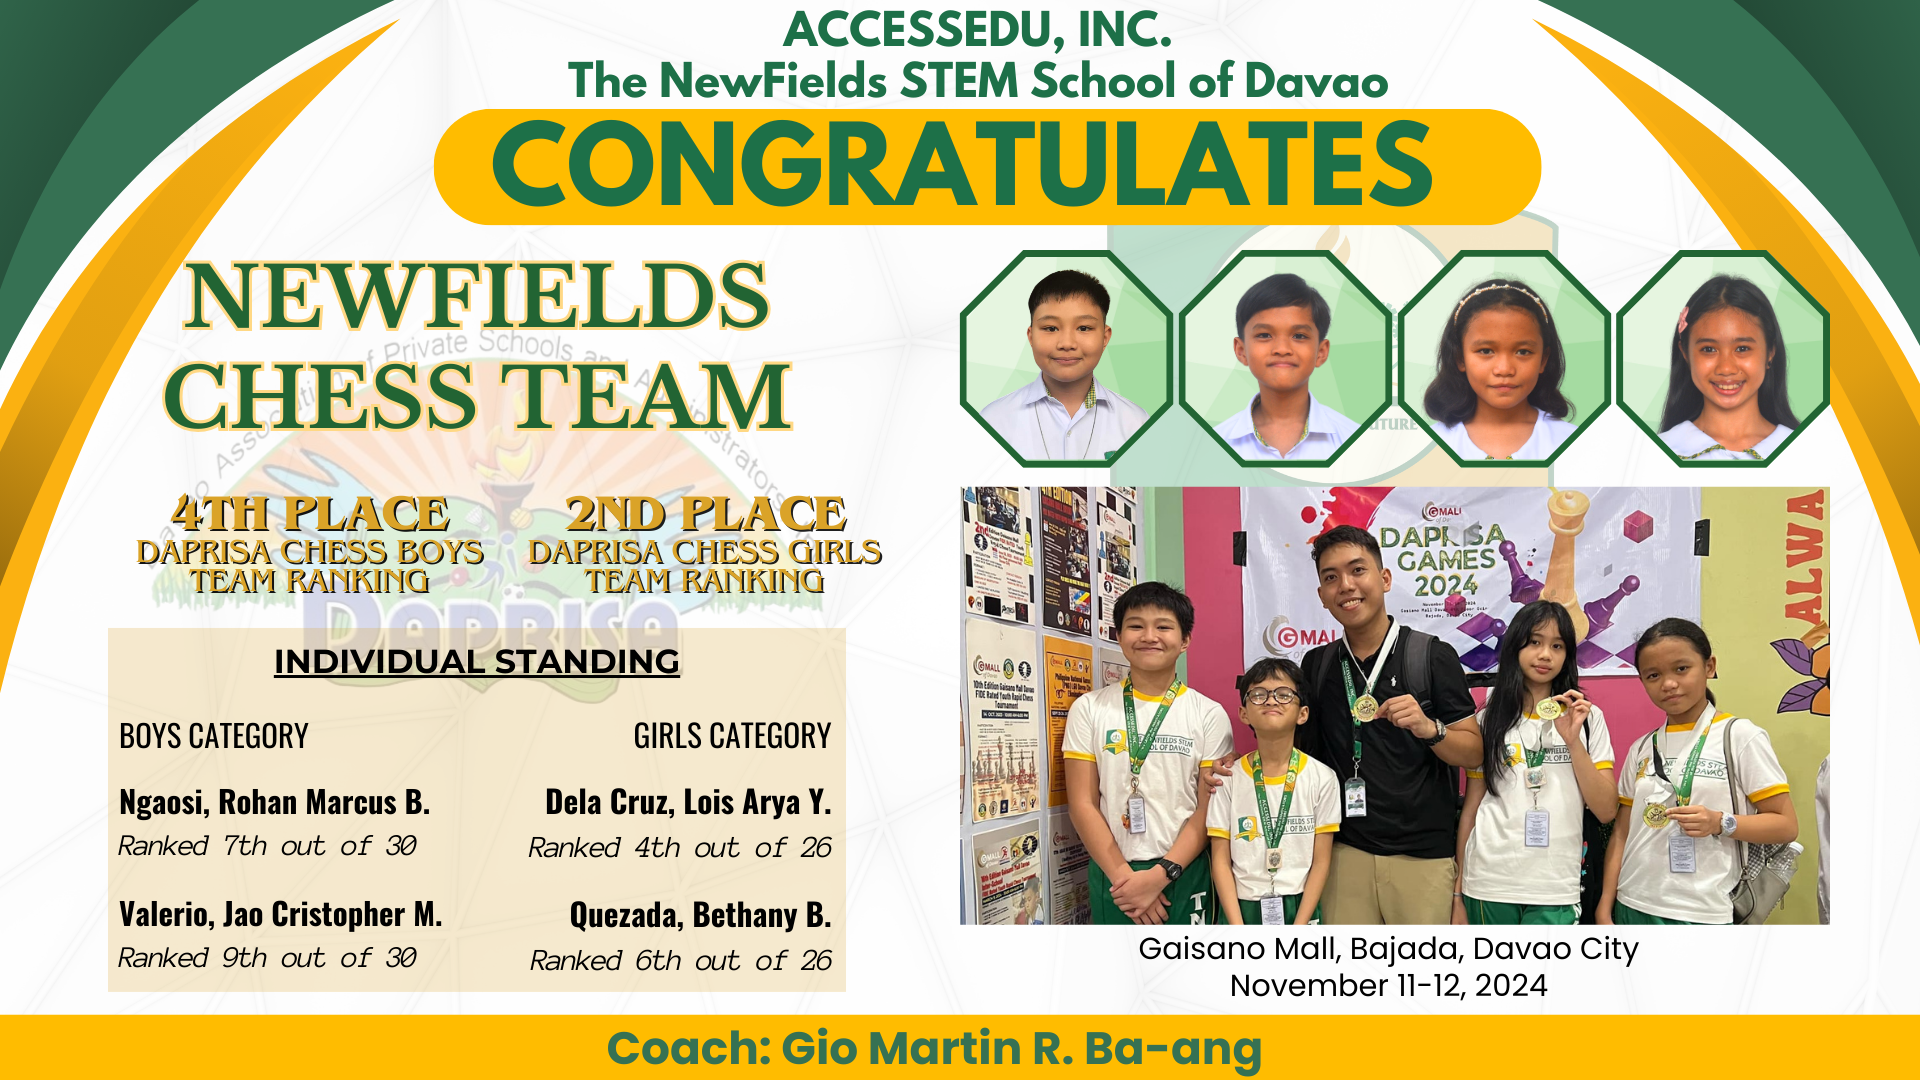 ACCESSEDU, INC.
The NewFields STEM School of Davao
CONGRATULATES
NEWFIELDS
CHESS TEAM
4TH PLACE
DAPRISA CHESS BOYS
TEAM RANKING
2ND PLACE
DAPRISA CHESS GIRLS
TEAM RANKING
DAPRISA
INDIVIDUAL STANDING
BOYS CATEGORY
Ngaosi, Rohan Marcus B.
Ranked 7th out of 30
Valerio, Jao Cristopher M.
Ranked 9th out of 30
GIRLS CATEGORY
Dela Cruz, Lois Arya Y.
Ranked 4th out of 26
Quezada, Bethany B.
Ranked 6th out of 26
GMALL
DAPRISA
GAMES
2024
ALWA
Gaisano Mall, Bajada, Davao City
November 11-12, 2024
Coach: Gio Martin R. Ba-ang